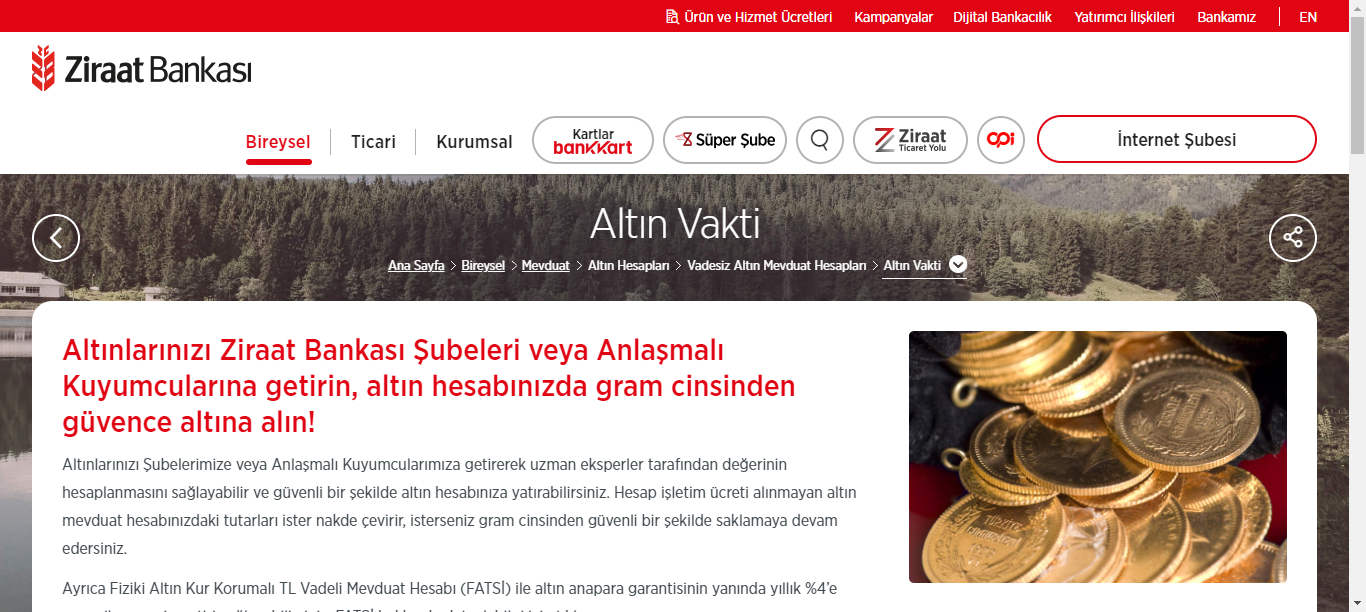 Ürün ve Hizmet Ücretleri Kampanyalar Dijital Bankacılık Yatırımcı İlişkileri Bankamız EN
Ziraat Bankası
Bireysel Ticari Kurumsal Kartlar bankkart Süper Şube Ziraat Ticaret Yolu opi İnternet Şubesi
Altın Vakti
Ana Sayfa Bireysel Mevduat Altın Hesapları Vadesiz Altın Mevduat Hesapları Altın Vakti
Altınlarınızı Ziraat Bankası Şubeleri veya Anlaşmalı
Kuyumcularına getirin, altın hesabınızda gram cinsinden
güvence altına alın!
Altınlarınızı Şubelerimize veya Anlaşmalı Kuyumcularımıza getirerek uzman eksperler tarafından değerinin
hesaplanmasını sağlayabilir ve güvenli bir şekilde altın hesabınıza yatırabilirsiniz. Hesap işletim ücreti alınmayan altın
mevduat hesabınızdaki tutarları ister nakde çevirir, isterseniz gram cinsinden güvenli bir şekilde saklamaya devam
edersiniz.
Ayrıca Fiziki Altın Kur Korumalı TL Vadeli Mevduat Hesabı (FATSİ) ile altın anapara garantisinin yanında yıllık %4’e